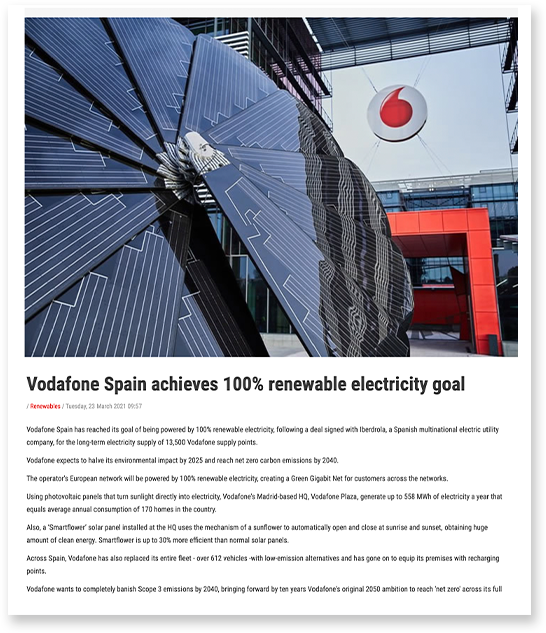 Vodafone Spain achieves 100% renewable electricity goal
/ Renewables / Tuesday, 23 March 2021 09:57
Vodafone Spain has reached its goal of being powered by 100% renewable electricity, following a deal signed with Iberdrola, a Spanish multinational electric utility
company, for the long-term electricity supply of 13,500 Vodafone supply points.
Vodafone expects to halve its environmental impact by 2025 and reach net zero carbon emissions by 2040.
The operator's European network will be powered by 100% renewable electricity, creating a Green Gigabit Net for customers across the networks.
Using photovoltaic panels that turn sunlight directly into electricity, Vodafone's Madrid-based HQ, Vodafone Plaza, generate up to 558 MWh of electricity a year that
equals average annual consumption of 170 homes in the country.
Also, a 'Smartflower' solar panel installed at the HQ uses the mechanism of a sunflower to automatically open and close at sunrise and sunset, obtaining huge
amount of clean energy. Smartflower is up to 30% more efficient than normal solar panels.
Across Spain, Vodafone has also replaced its entire fleet - over 612 vehicles -with low-emission alternatives and has gone on to equip its premises with recharging
points.
Vodafone wants to completely banish Scope 3 emissions by 2040, bringing forward by ten years Vodafone's original 2050 ambition to reach 'net zero' across its full